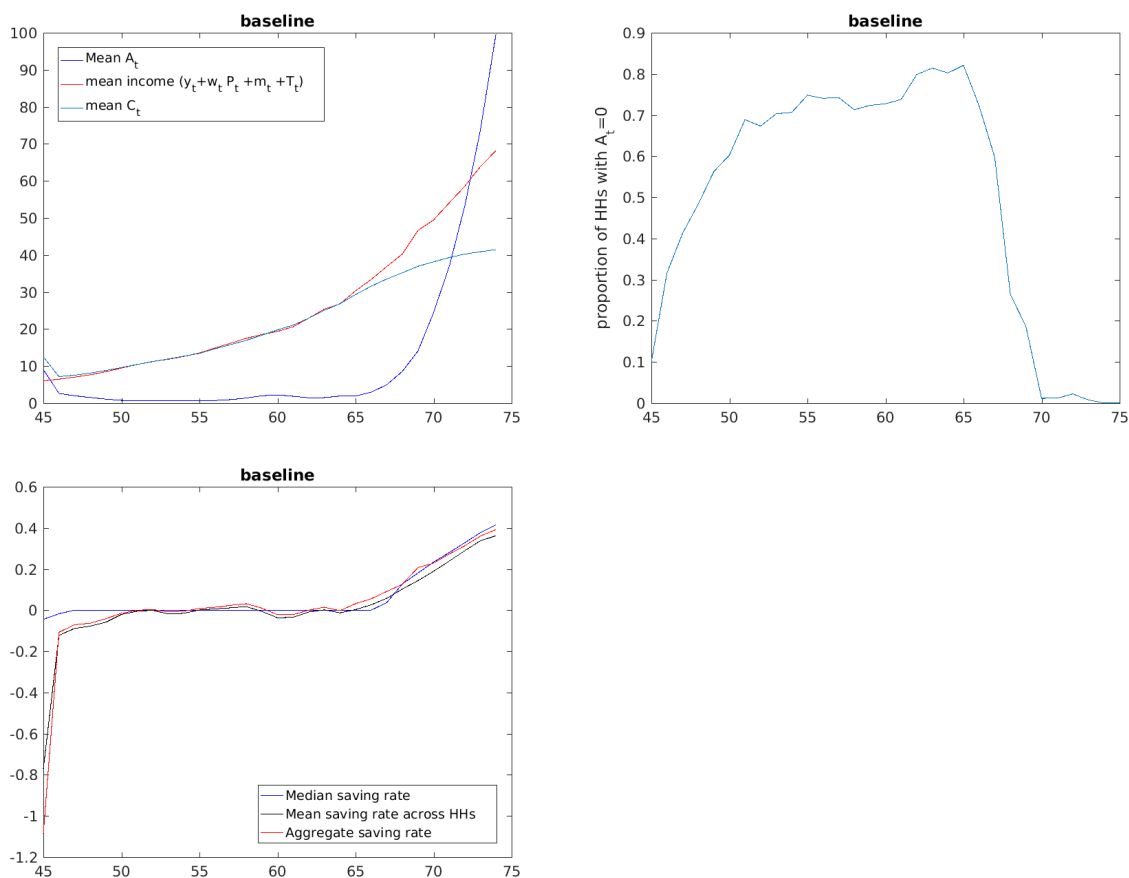 baseline
100
90
80
70
60
50
40
30
20
10
0
45 50 55 60 65 70 75
Mean A_t
mean income (y_t+w_t P_t +m_t +T_t)
mean C_t
baseline
0.9
0.8
0.7
0.6
0.5
0.4
0.3
0.2
0.1
0
45 50 55 60 65 70 75
proportion of HHs with A_t=0
baseline
0.6
0.4
0.2
0
-0.2
-0.4
-0.6
-0.8
-1
-1.2
45 50 55 60 65 70 75
Median saving rate
Mean saving rate across HHs
Aggregate saving rate